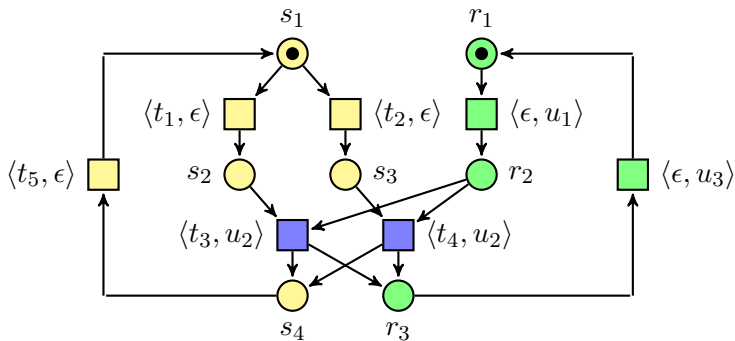 s₁ r₁
⟨t₁, ϵ⟩ ⟨t₂, ϵ⟩ ⟨ϵ, u₁⟩
⟨t₅, ϵ⟩ s₂ s₃ r₂ ⟨ϵ, u₃⟩
⟨t₃, u₂⟩ ⟨t₄, u₂⟩
s₄ r₃